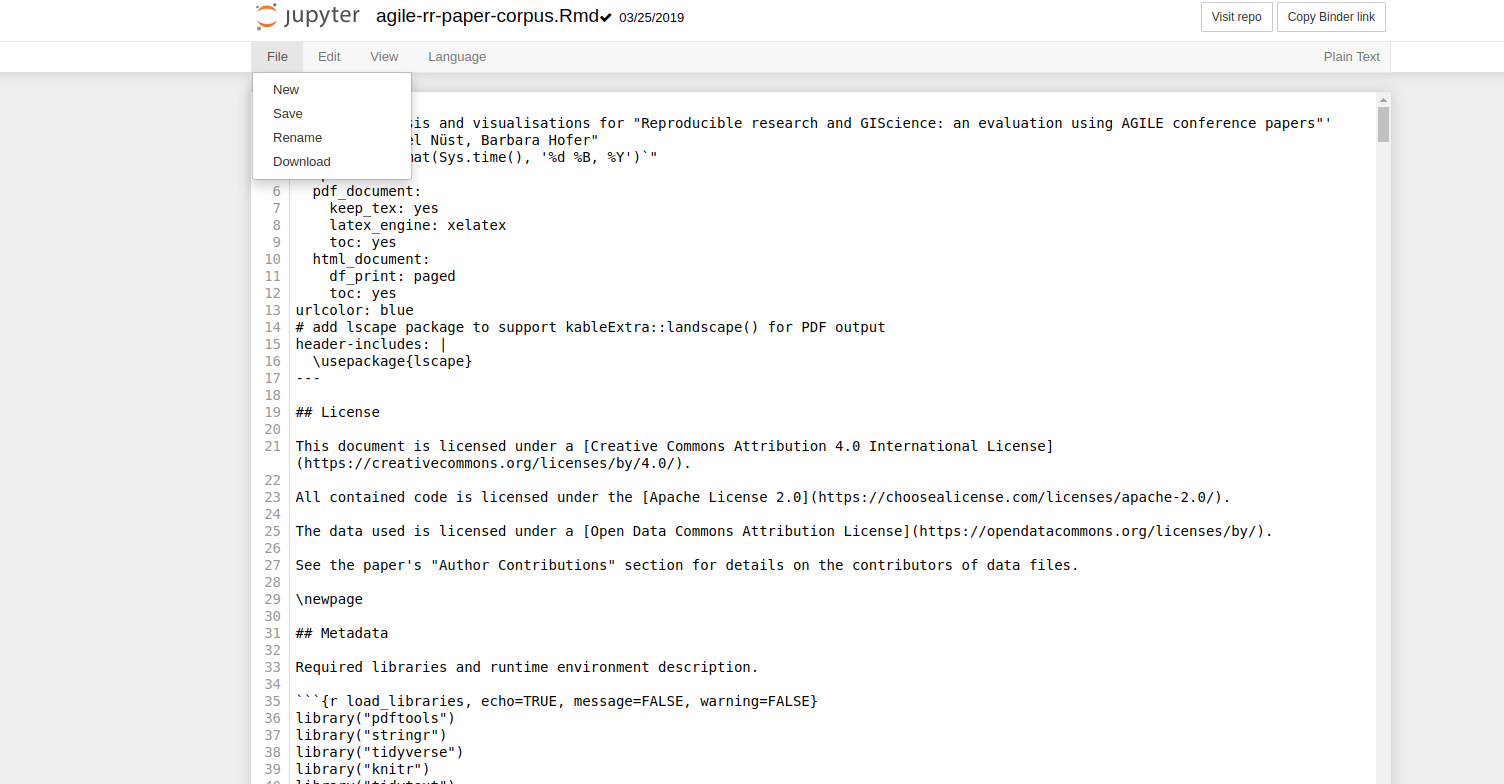 jupyter agile-rr-paper-corpus.Rmd 03/25/2019 Visit repo Copy Binder link
File Edit View Language Plain Text
New
Save
Rename
Download
sis and visualisations for "Reproducible research and GIScience: an evaluation using AGILE conference papers"'
el Nüst, Barbara Hofer"
mat(Sys.time(), '%d %B, %Y')`"
6 pdf_document:
7 keep_tex: yes
8 latex_engine: xelatex
9 toc: yes
10 html_document:
11 df_print: paged
12 toc: yes
13 urlcolor: blue
14 # add lscape package to support kableExtra::landscape() for PDF output
15 header-includes: |
16 \usepackage{lscape}
17 ---
18
19 ## License
20
21 This document is licensed under a [Creative Commons Attribution 4.0 International License]
(https://creativecommons.org/licenses/by/4.0/).
22
23 All contained code is licensed under the [Apache License 2.0](https://choosealicense.com/licenses/apache-2.0/).
24
25 The data used is licensed under a [Open Data Commons Attribution License](https://opendatacommons.org/licenses/by/).
26
27 See the paper's "Author Contributions" section for details on the contributors of data files.
28
29 \newpage
30
31 ## Metadata
32
33 Required libraries and runtime environment description.
34
35 ```{r load_libraries, echo=TRUE, message=FALSE, warning=FALSE}
36 library("pdftools")
37 library("stringr")
38 library("tidyverse")
39 library("knitr")
40 library("tidytext")